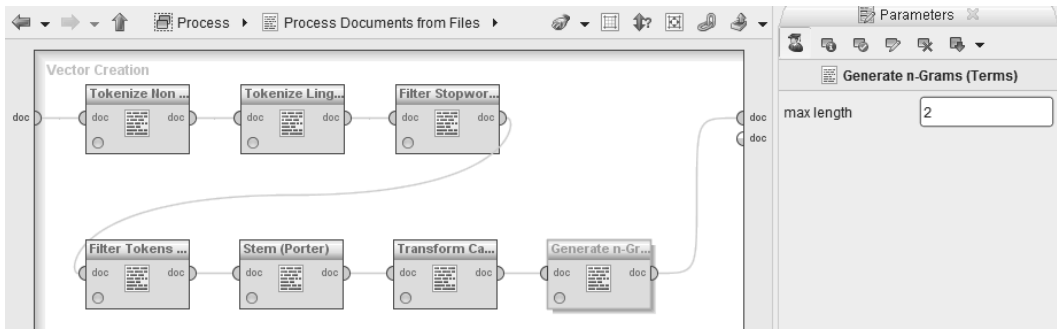 Process Process Documents from Files
Parameters
Generate n-Grams (Terms)
max length 2
Vector Creation
Tokenize Non ... Tokenize Ling... Filter Stopwor...
doc doc doc doc doc doc doc doc
doc
Filter Tokens ... Stem (Porter) Transform Ca... Generate n-Gr...
doc doc doc doc doc doc doc doc